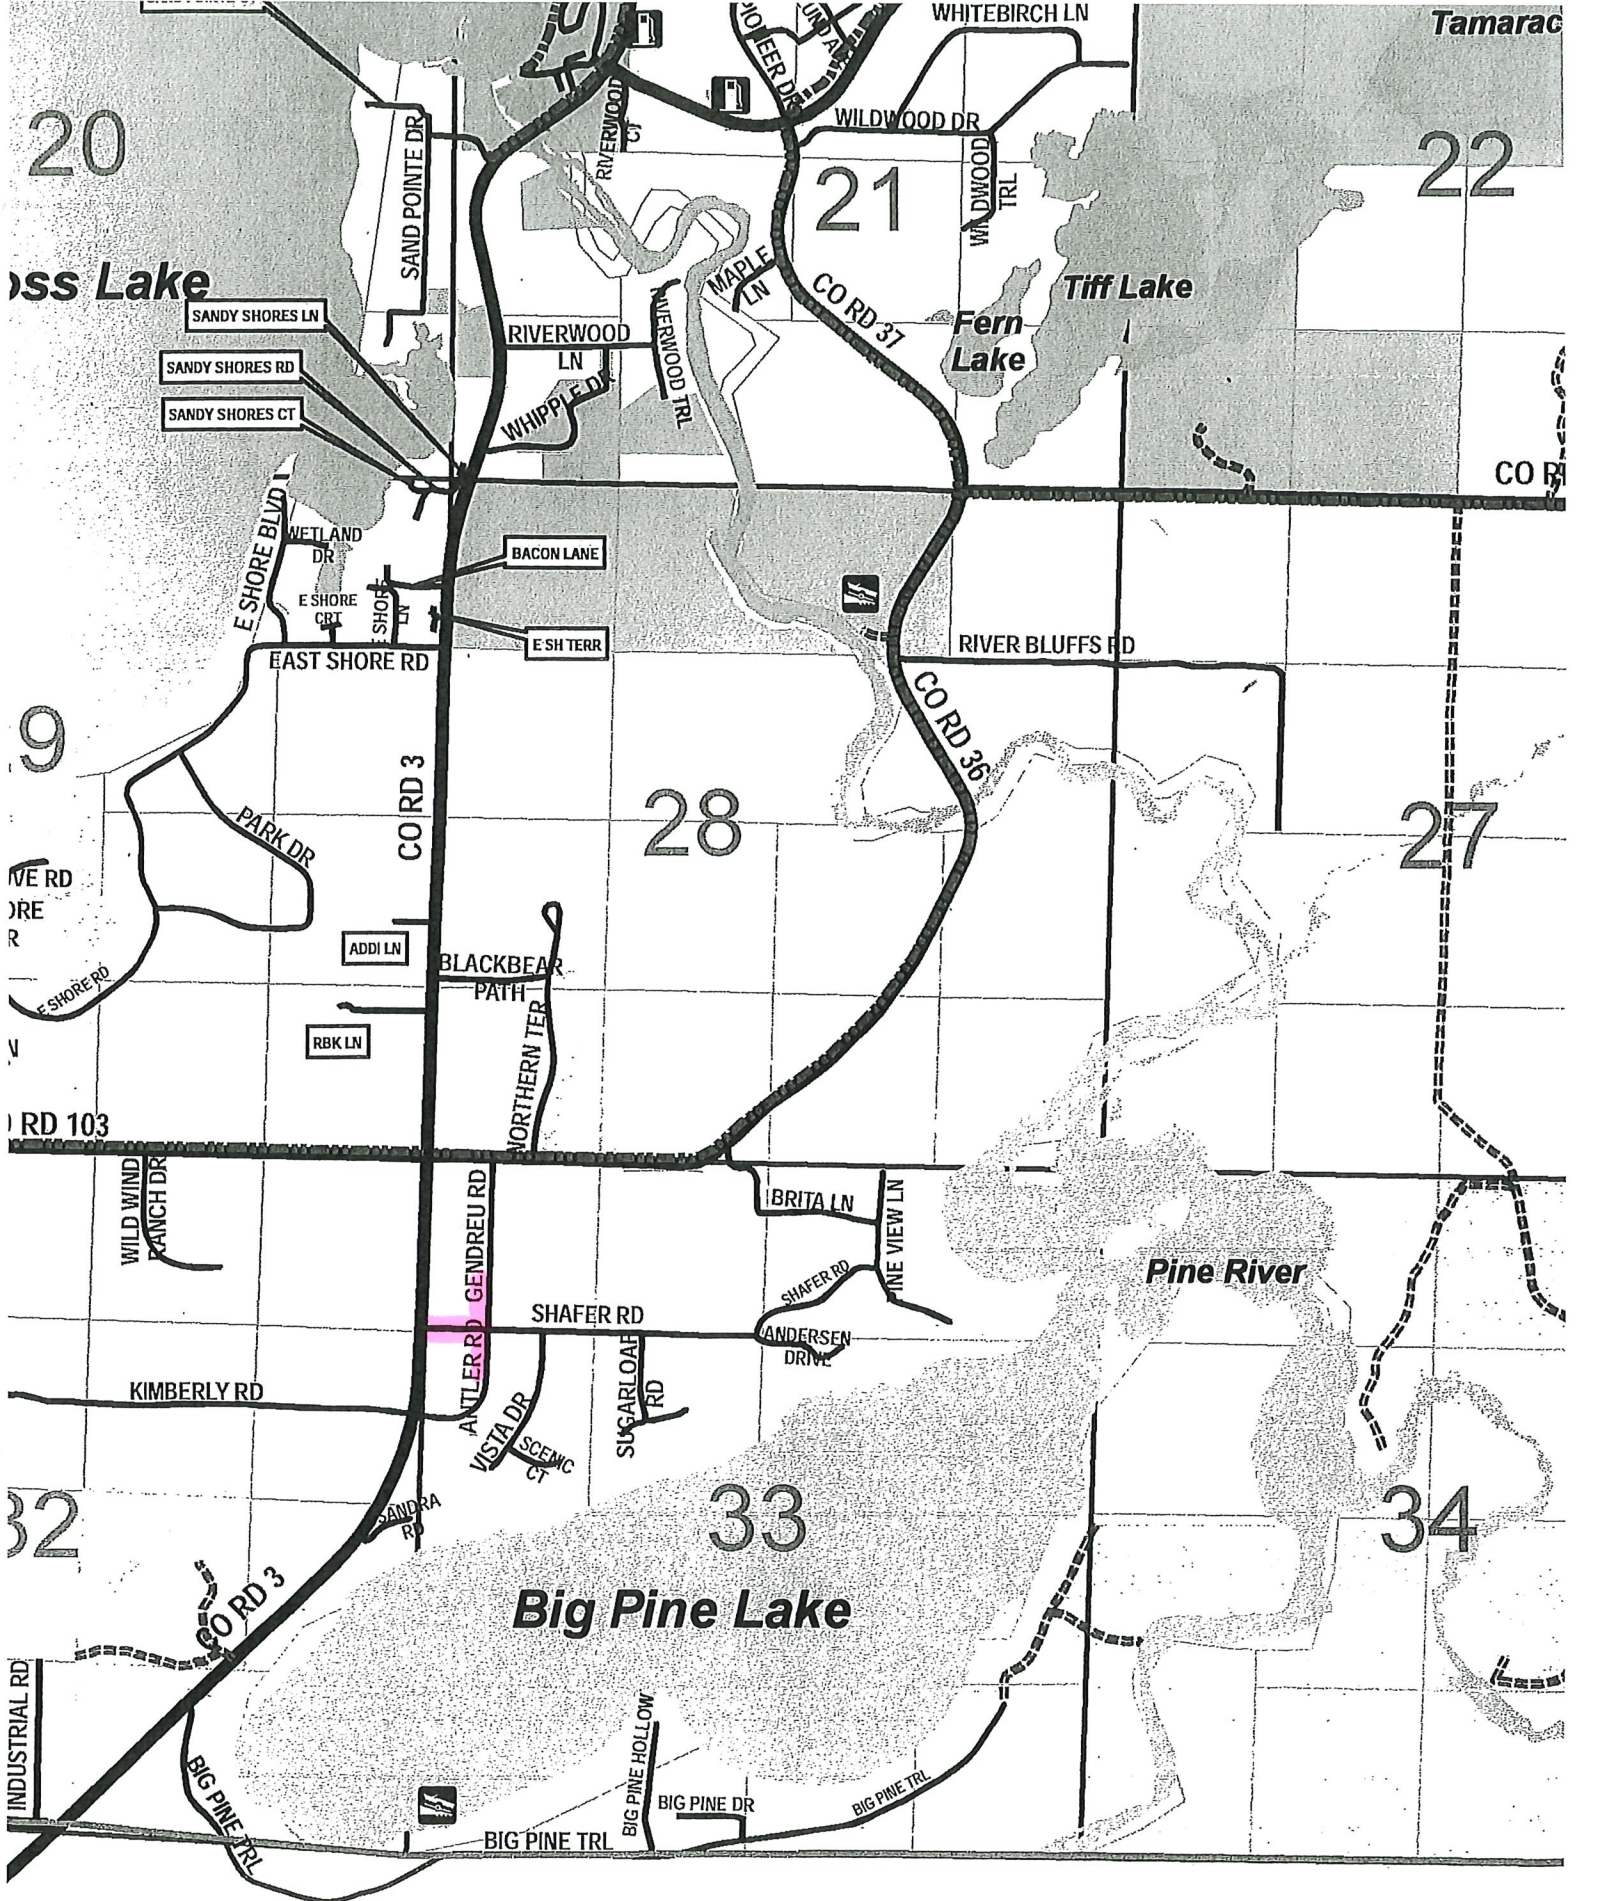 WHITEBIRCH LN
Tamarac
PIONEER DR
20
SAND POINTE DR
RIVERWOOD
CT
WILDWOOD DR
22
21
WILDWOOD
TRL
oss Lake
MAPLE
LN
CO RD 37
Tiff Lake
Fern
Lake
SANDY SHORES LN
RIVERWOOD
LN
RIVERWOOD TRL
SANDY SHORES RD
WHIPPLE DR
SANDY SHORES CT
CO R
E SHORE BLVD
WETLAND
DR
BACON LANE
E SHORE
CRT
E SHORE
LN
E SH TERR
RIVER BLUFFS RD
EAST SHORE RD
CO RD 36
9
CO RD 3
28
27
PARK DR
VE RD
ORE
R
ADDI LN
BLACKBEAR
PATH
E SHORE RD
NORTHERN TER
RBK LN
N
RD 103
WILD WIND
RANCH DR
GENDREU RD
BRITA LN
PINE VIEW LN
Pine River
SHAFER RD
SHAFER RD
ANTLER RD
ANDERSEN
DRIVE
KIMBERLY RD
VISTA DR
SUGARLOAF
RD
SCENIC
CT
SANDRA
RD
32
33
34
CO RD 3
Big Pine Lake
INDUSTRIAL RD
BIG PINE TRL
BIG PINE HOLLOW
BIG PINE DR
BIG PINE TRL
BIG PINE TRL